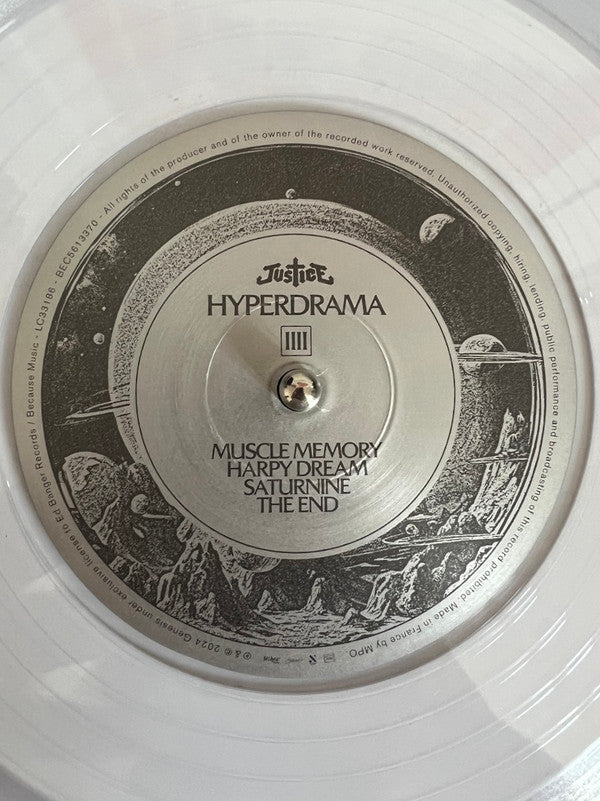 JUSTICE
HYPERDRAMA
IIII
MUSCLE MEMORY
HARPY DREAM
SATURNINE
THE END
℗ & © 2024 Genesis under exclusive license to Ed Banger Records / Because Music - LC33186 - BEC5613370 - All rights of the producer and of the owner of the recorded work reserved. Unauthorized copying, hiring, lending, public performance and broadcasting of this record prohibited. Made in France by MPO.